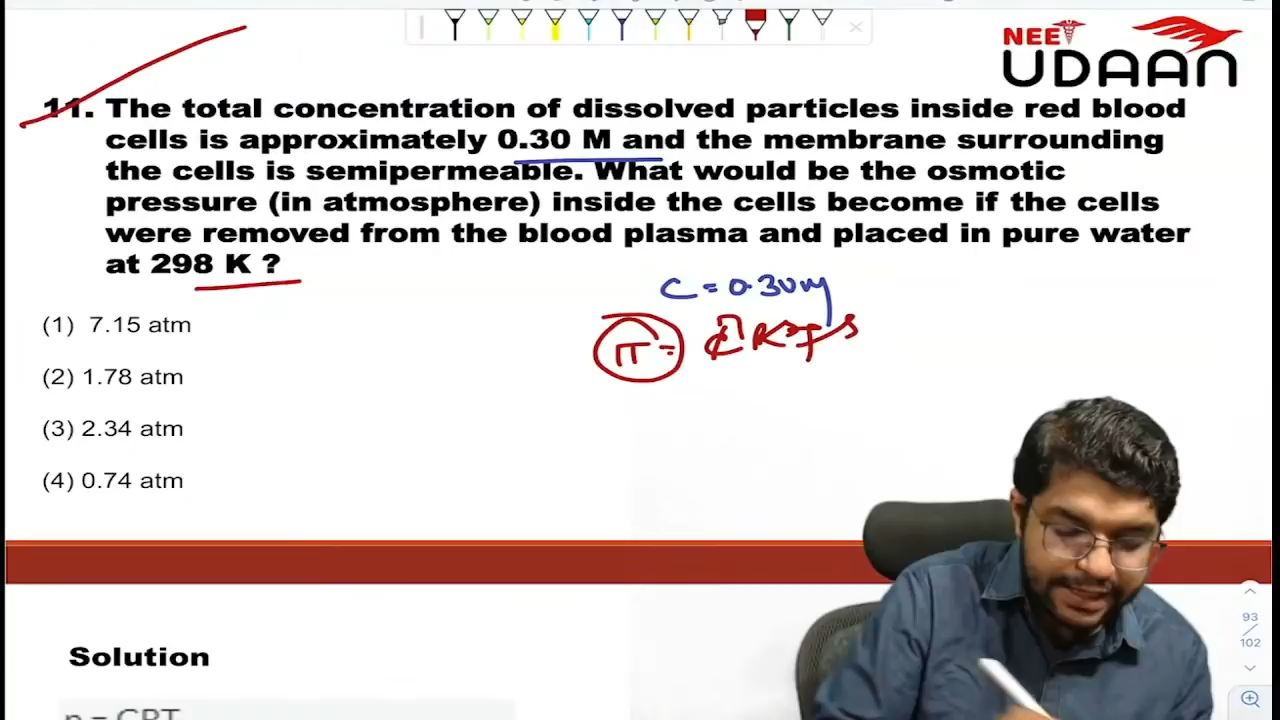 NEET
UDAAN
11. The total concentration of dissolved particles inside red blood
cells is approximately 0.30 M and the membrane surrounding
the cells is semipermeable. What would be the osmotic
pressure (in atmosphere) inside the cells become if the cells
were removed from the blood plasma and placed in pure water
at 298 K ?
C = 0.30 M
π =
(1) 7.15 atm
(2) 1.78 atm
(3) 2.34 atm
(4) 0.74 atm
93
/
102
Solution